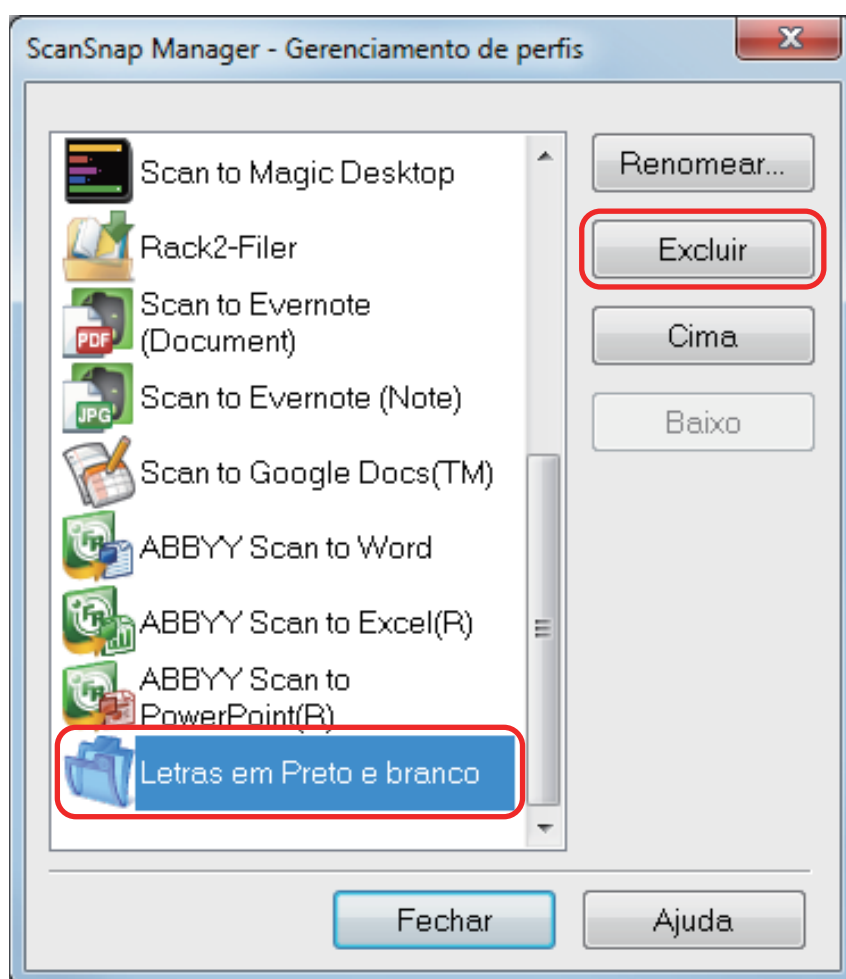 ScanSnap Manager - Gerenciamento de perfis
Scan to Magic Desktop
Rack2-Filer
Scan to Evernote
(Document)
PDF
Scan to Evernote (Note)
JPG
Scan to Google Docs(TM)
ABBYY Scan to Word
ABBYY Scan to Excel(R)
ABBYY Scan to
PowerPoint(R)
Letras em Preto e branco
Renomear...
Excluir
Cima
Baixo
Fechar
Ajuda